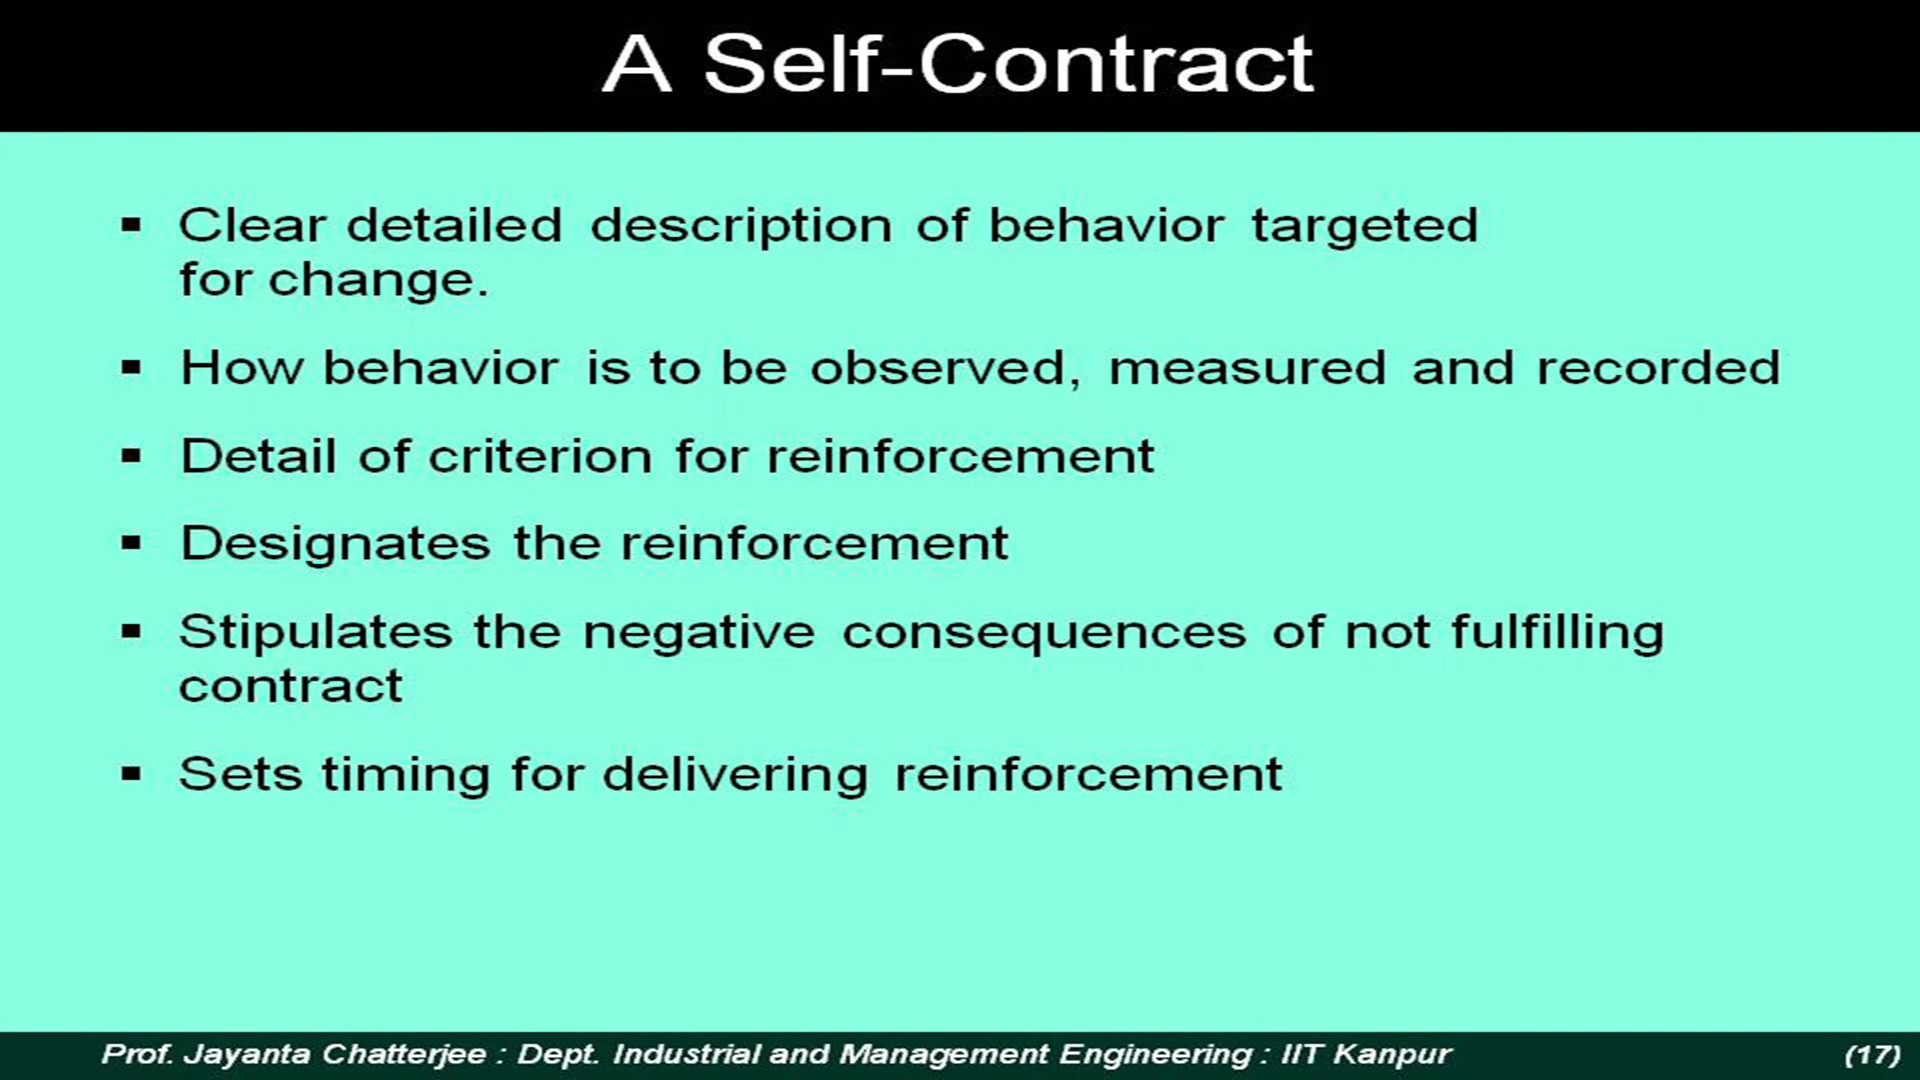 A Self-Contract
▪ Clear detailed description of behavior targeted
for change.
▪ How behavior is to be observed, measured and recorded
▪ Detail of criterion for reinforcement
▪ Designates the reinforcement
▪ Stipulates the negative consequences of not fulfilling
contract
▪ Sets timing for delivering reinforcement
Prof. Jayanta Chatterjee : Dept. Industrial and Management Engineering : IIT Kanpur (17)